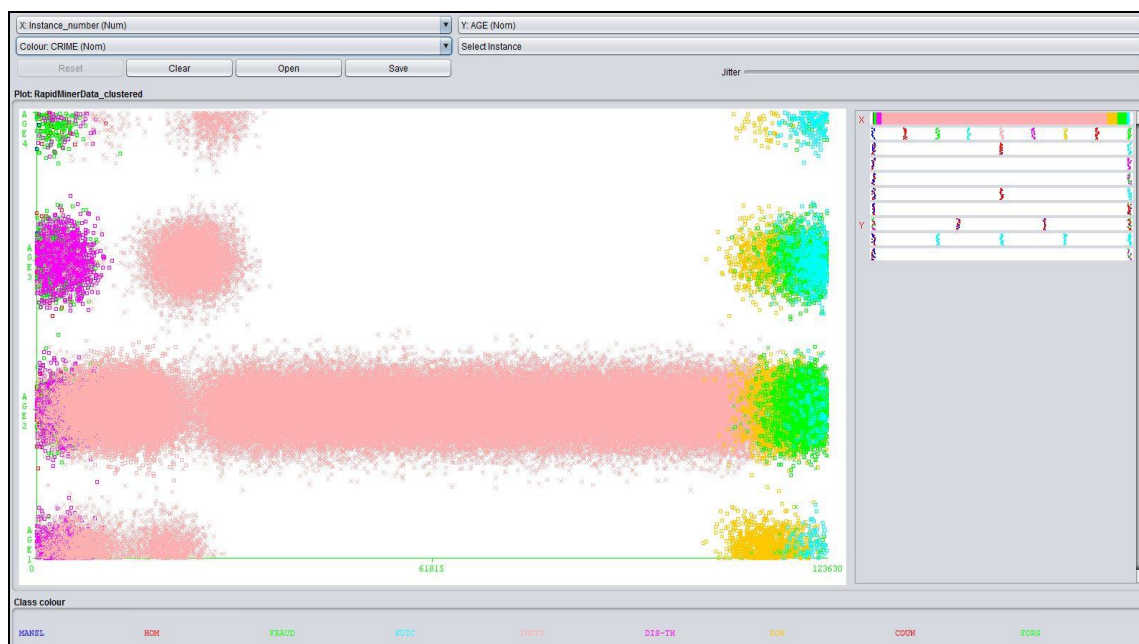 X: Instance_number (Num)
Y: AGE (Nom)
Colour: CRIME (Nom)
Select Instance
Reset
Clear
Open
Save
Jitter
Plot: RapidMinerData_clustered
AGE4
AGE3
AGE2
AGE1
0
61815
123630
X
Y
Class colour
MANSL
HOM
FRAUD
SUIC
THEFT
DIS-TH
COUN
FORG